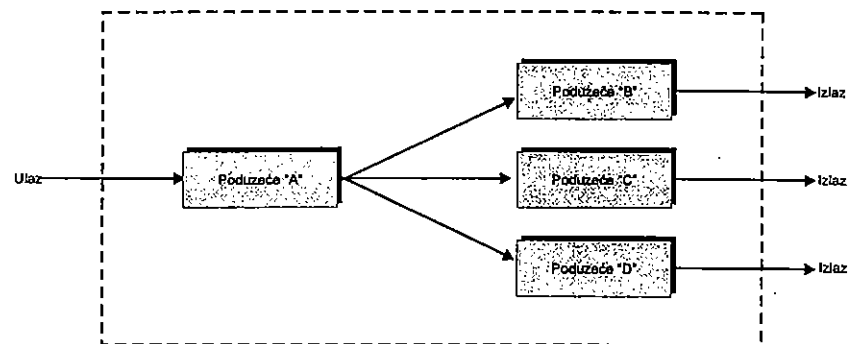 Poduzeće "B"
Izlaz
Ulaz
Poduzeće "A"
Poduzeće "C"
Izlaz
Poduzeće "D"
Izlaz